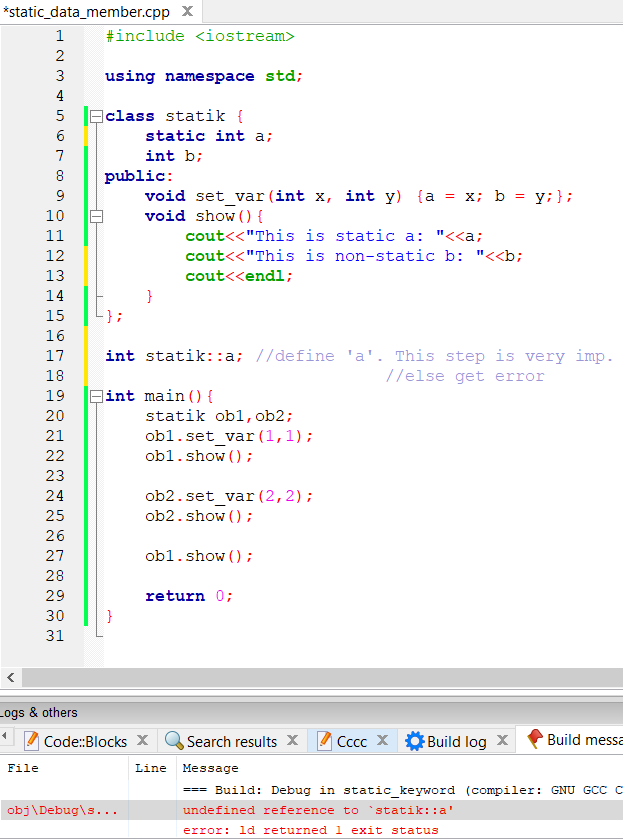 *static_data_member.cpp X
1 #include <iostream>
2
3 using namespace std;
4
5 class statik {
6 static int a;
7 int b;
8 public:
9 void set_var(int x, int y) {a = x; b = y;};
10 void show(){
11 cout<<"This is static a: "<<a;
12 cout<<"This is non-static b: "<<b;
13 cout<<endl;
14 }
15 };
16
17 int statik::a; //define 'a'. This step is very imp.
18 //else get error
19 int main(){
20 statik ob1,ob2;
21 ob1.set_var(1,1);
22 ob1.show();
23
24 ob2.set_var(2,2);
25 ob2.show();
26
27 ob1.show();
28
29 return 0;
30 }
31
Logs & others
Code::Blocks X Search results X Cccc X Build log X Build messa
File Line Message
=== Build: Debug in static_keyword (compiler: GNU GCC C
obj\Debug\s... undefined reference to `statik::a'
error: ld returned 1 exit status